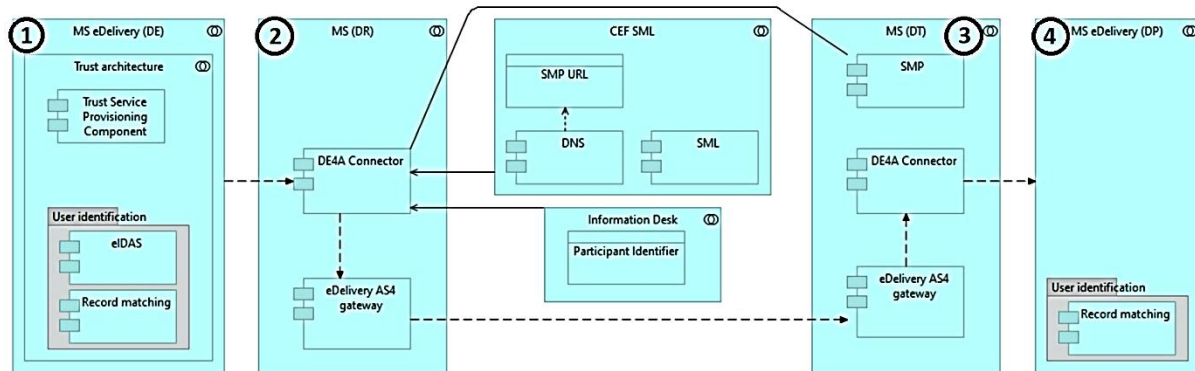 1
MS eDelivery (DE)
Trust architecture
Trust Service
Provisioning
Component
User identification
eIDAS
Record matching
2
MS (DR)
DE4A Connector
eDelivery AS4
gateway
CEF SML
SMP URL
DNS
SML
Information Desk
Participant Identifier
MS (DT)
3
SMP
DE4A Connector
eDelivery AS4
gateway
4
MS eDelivery (DP)
User identification
Record matching